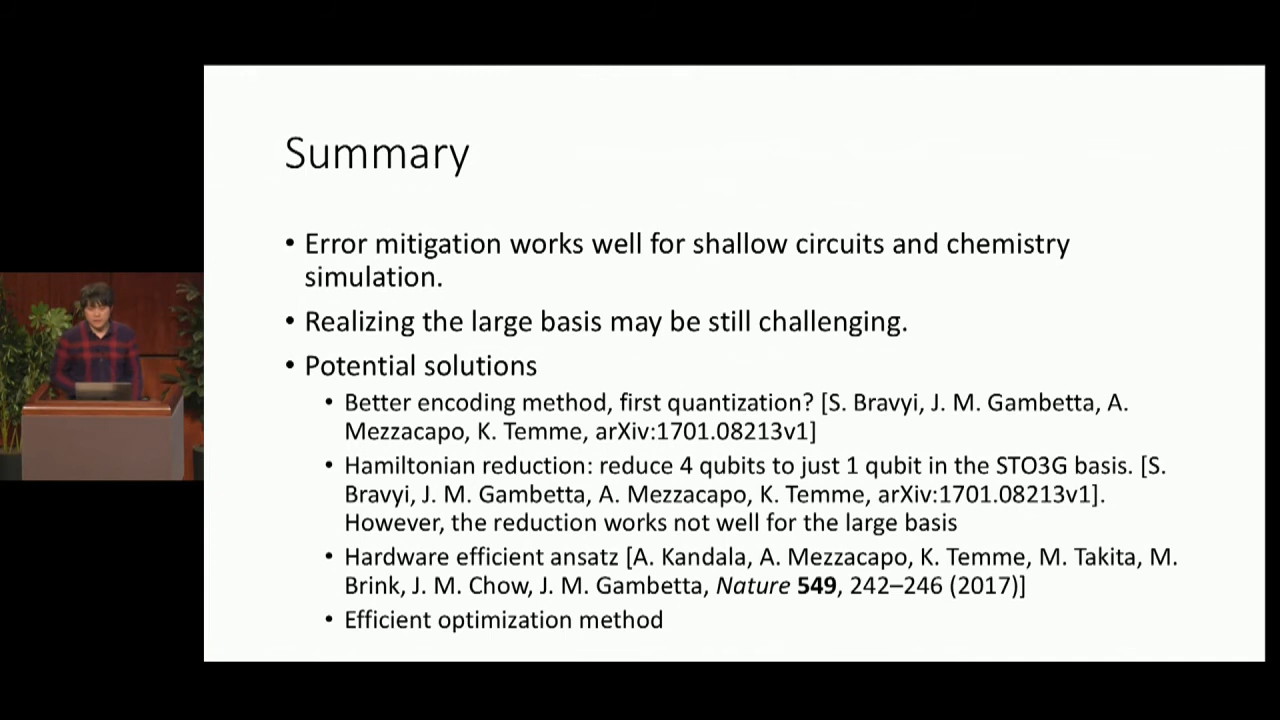 Summary
• Error mitigation works well for shallow circuits and chemistry
simulation.
• Realizing the large basis may be still challenging.
• Potential solutions
• Better encoding method, first quantization? [S. Bravyi, J. M. Gambetta, A.
Mezzacapo, K. Temme, arXiv:1701.08213v1]
• Hamiltonian reduction: reduce 4 qubits to just 1 qubit in the STO3G basis. [S.
Bravyi, J. M. Gambetta, A. Mezzacapo, K. Temme, arXiv:1701.08213v1].
However, the reduction works not well for the large basis
• Hardware efficient ansatz [A. Kandala, A. Mezzacapo, K. Temme, M. Takita, M.
Brink, J. M. Chow, J. M. Gambetta, Nature 549, 242–246 (2017)]
• Efficient optimization method